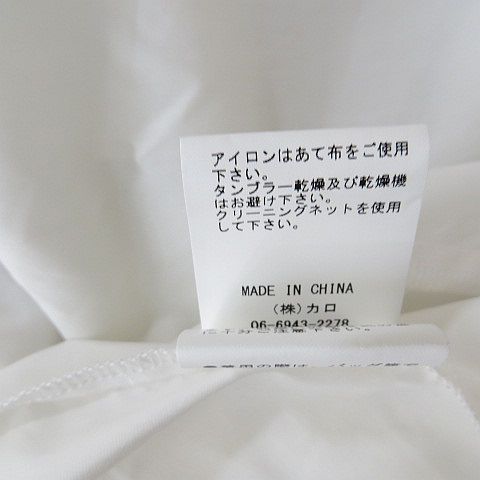 アイロンはあて布をご使用
下さい。
タンブラー乾燥及び乾燥機
はお避け下さい。
クリーニングネットを使用
して下さい。
MADE IN CHINA
(株)カロ
06-6943-2278